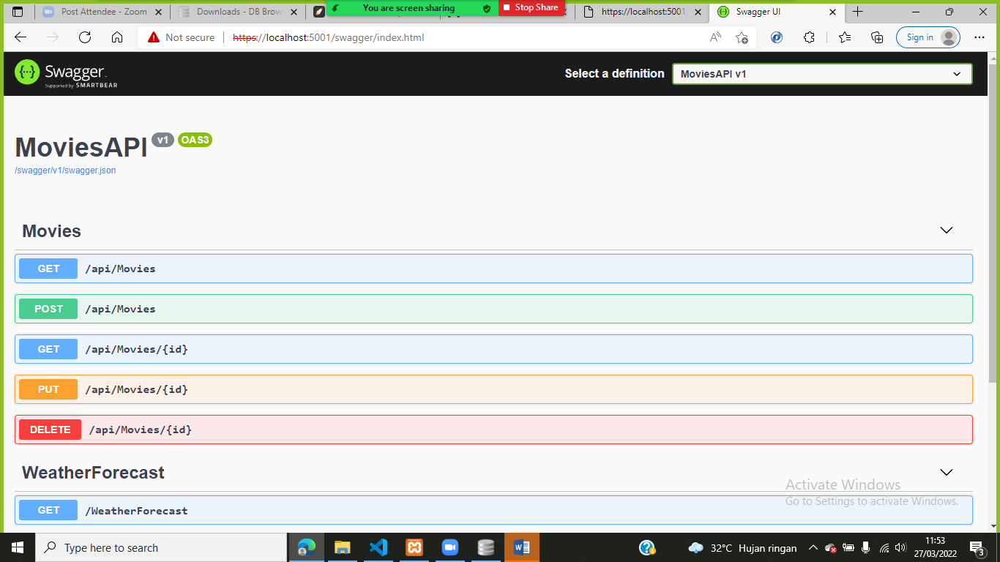 Post Attendee - Zoom
Downloads - DB Brow
You are screen sharing
Stop Share
https://localhost:5001/
Swagger UI
Not secure
https://localhost:5001/swagger/index.html
Sign in
Swagger
Supported by SMARTBEAR
Select a definition
MoviesAPI v1
MoviesAPI v1 OAS3
/swagger/v1/swagger.json
Movies
GET /api/Movies
POST /api/Movies
GET /api/Movies/{id}
PUT /api/Movies/{id}
DELETE /api/Movies/{id}
WeatherForecast
GET /WeatherForecast
Activate Windows
Go to Settings to activate Windows.
Type here to search
32°C Hujan ringan
11:53
27/03/2022
3